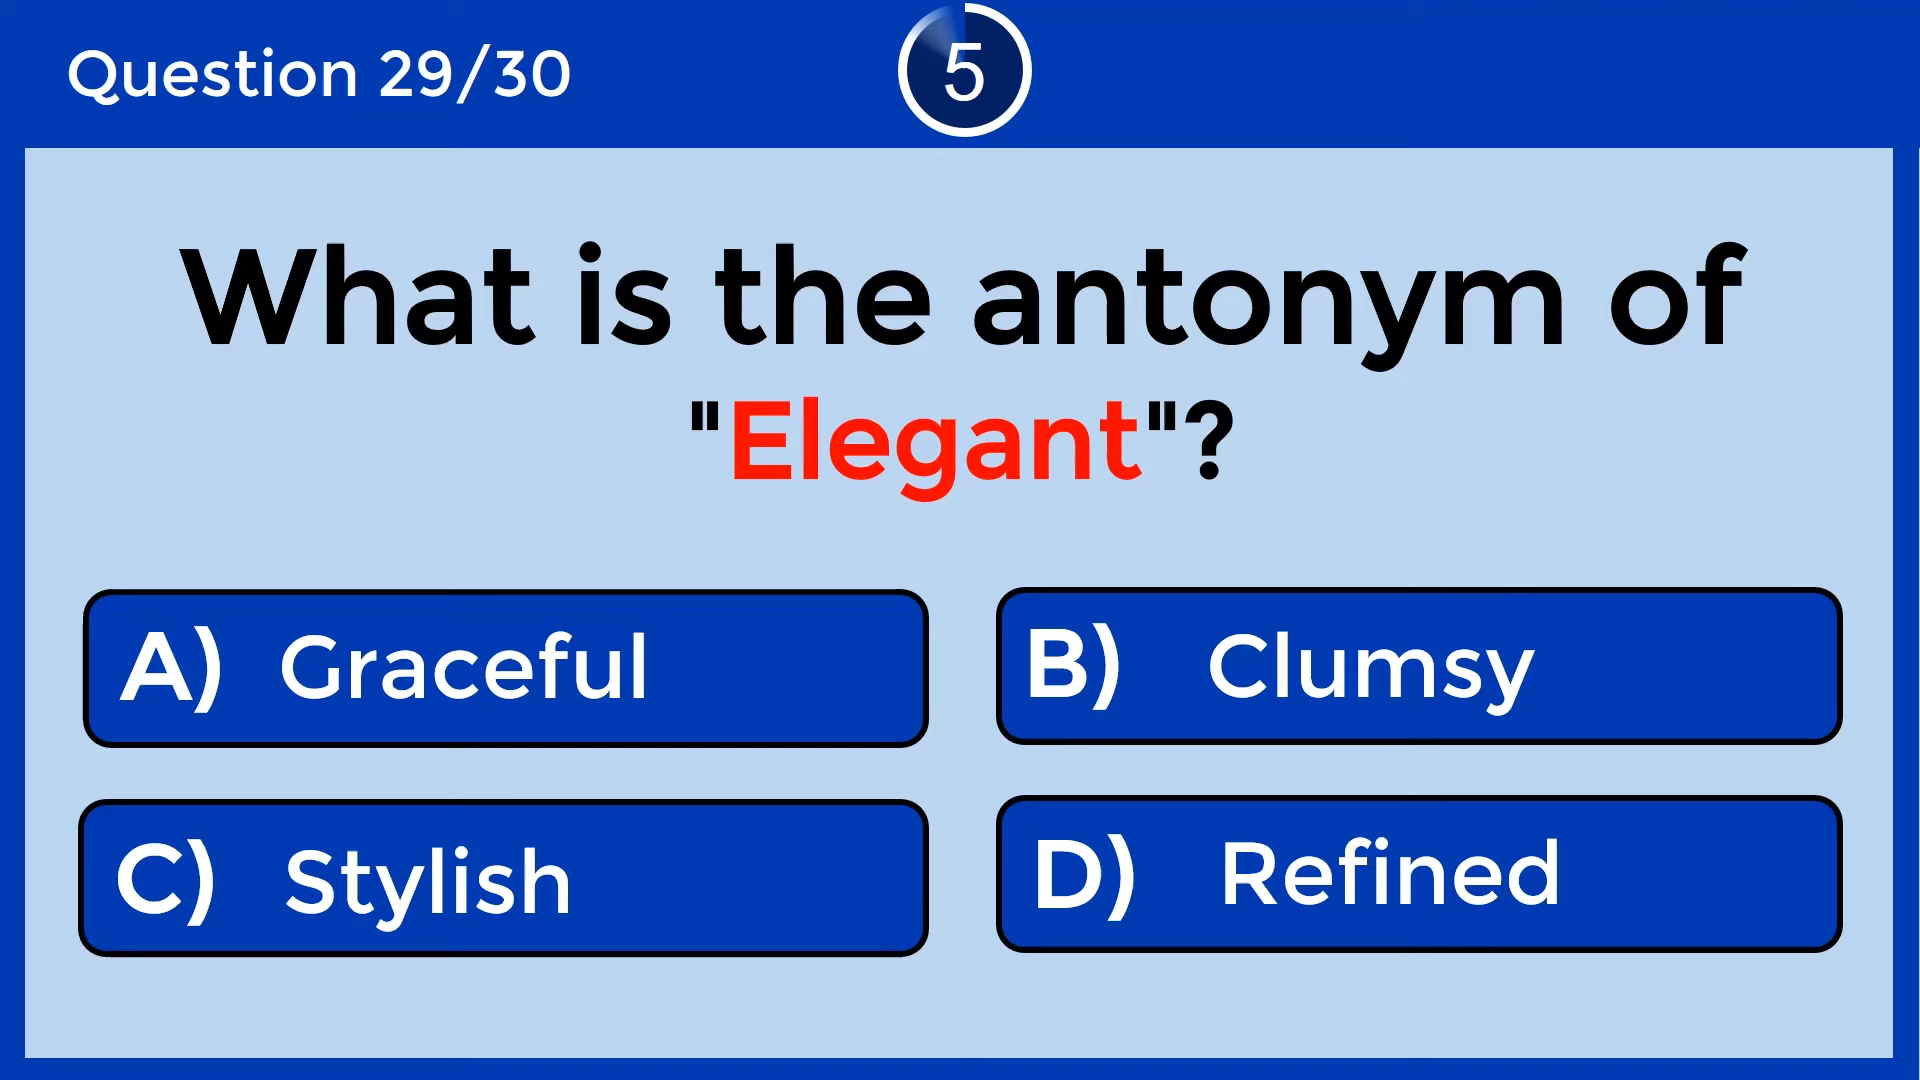 Question 29/30
5
What is the antonym of
"Elegant"?
A) Graceful
B) Clumsy
C) Stylish
D) Refined